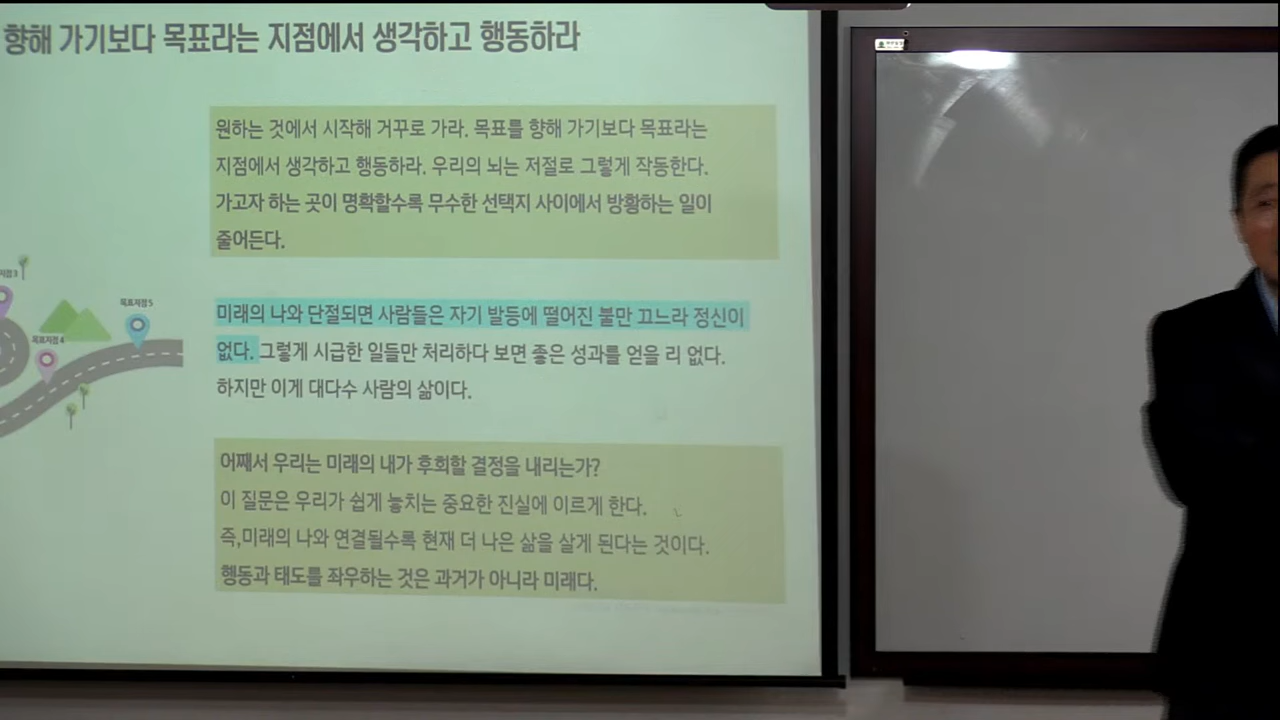 향해 가기보다 목표라는 지점에서 생각하고 행동하라
원하는 것에서 시작해 거꾸로 가라. 목표를 향해 가기보다 목표라는
지점에서 생각하고 행동하라. 우리의 뇌는 저절로 그렇게 작동한다.
가고자 하는 곳이 명확할수록 무수한 선택지 사이에서 방황하는 일이
줄어든다.
목표지점 5
목표지점 4
미래의 나와 단절되면 사람들은 자기 발등에 떨어진 불만 끄느라 정신이
없다. 그렇게 시급한 일들만 처리하다 보면 좋은 성과를 얻을 리 없다.
하지만 이게 대다수 사람의 삶이다.
어째서 우리는 미래의 내가 후회할 결정을 내리는가?
이 질문은 우리가 쉽게 놓치는 중요한 진실에 이르게 한다.
즉,미래의 나와 연결될수록 현재 더 나은 삶을 살게 된다는 것이다.
행동과 태도를 좌우하는 것은 과거가 아니라 미래다.